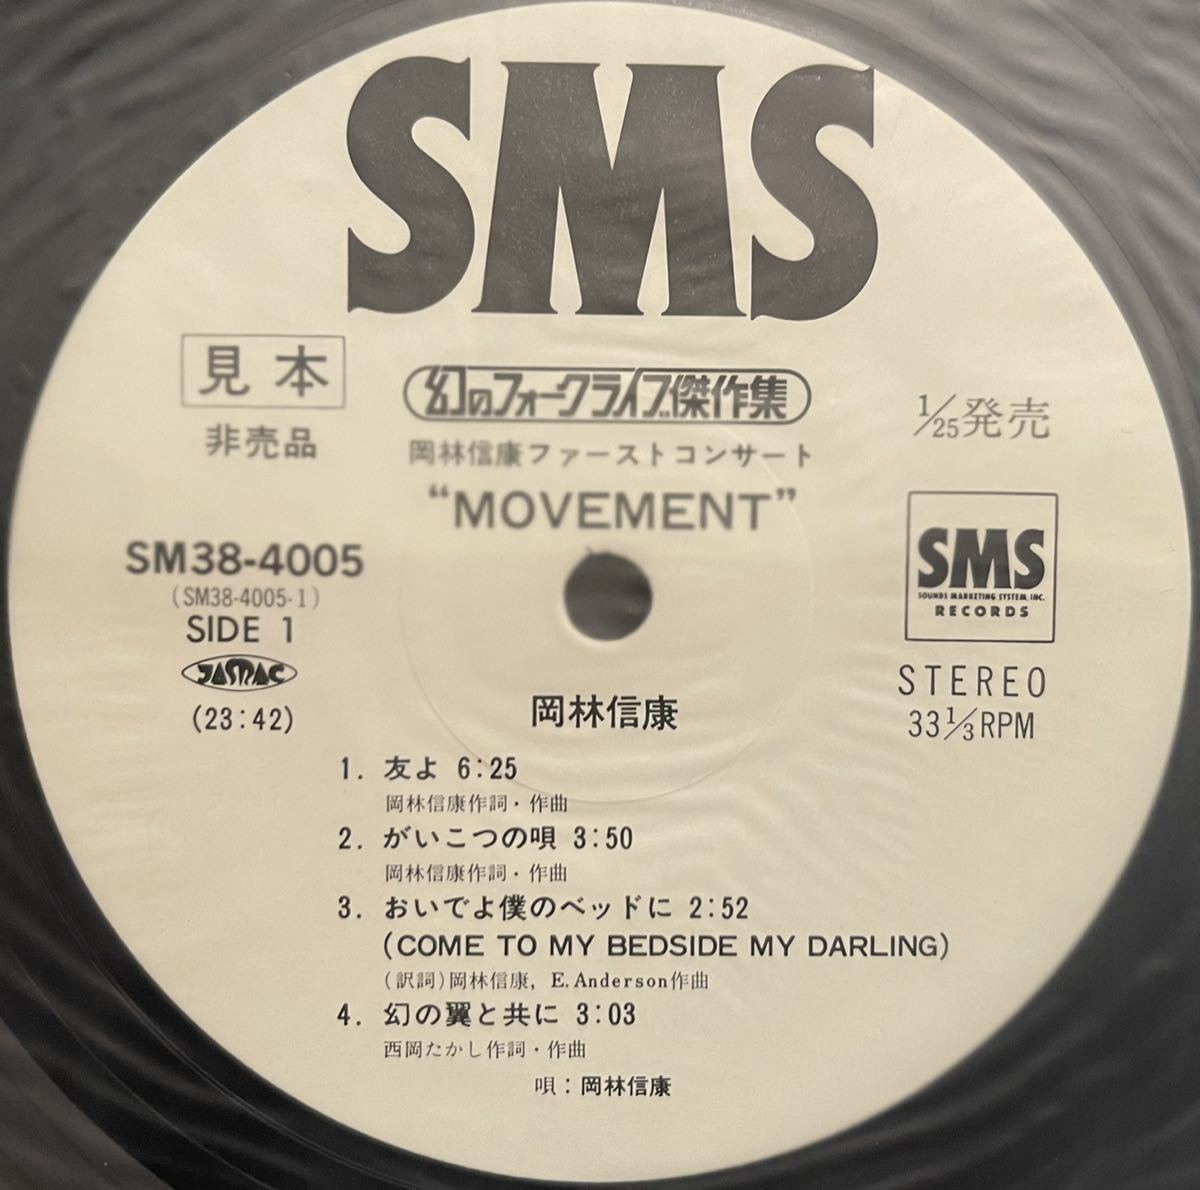 SMS
見本
非売品
幻のフォークライブ傑作集
岡林信康ファーストコンサート
“MOVEMENT”
1/25発売
SM38-4005
(SM38-4005-1)
SIDE 1
JASRAC
(23:42)
SMS
SOUNDS MARKETING SYSTEM, INC.
RECORDS
STEREO
33 1/3 RPM
岡林信康
1. 友よ 6:25
岡林信康作詞・作曲
2. がいこつの唄 3:50
岡林信康作詞・作曲
3. おいでよ僕のベッドに 2:52
(COME TO MY BEDSIDE MY DARLING)
(訳詞)岡林信康, E.Anderson作曲
4. 幻の翼と共に 3:03
西岡たかし作詞・作曲
唄:岡林信康